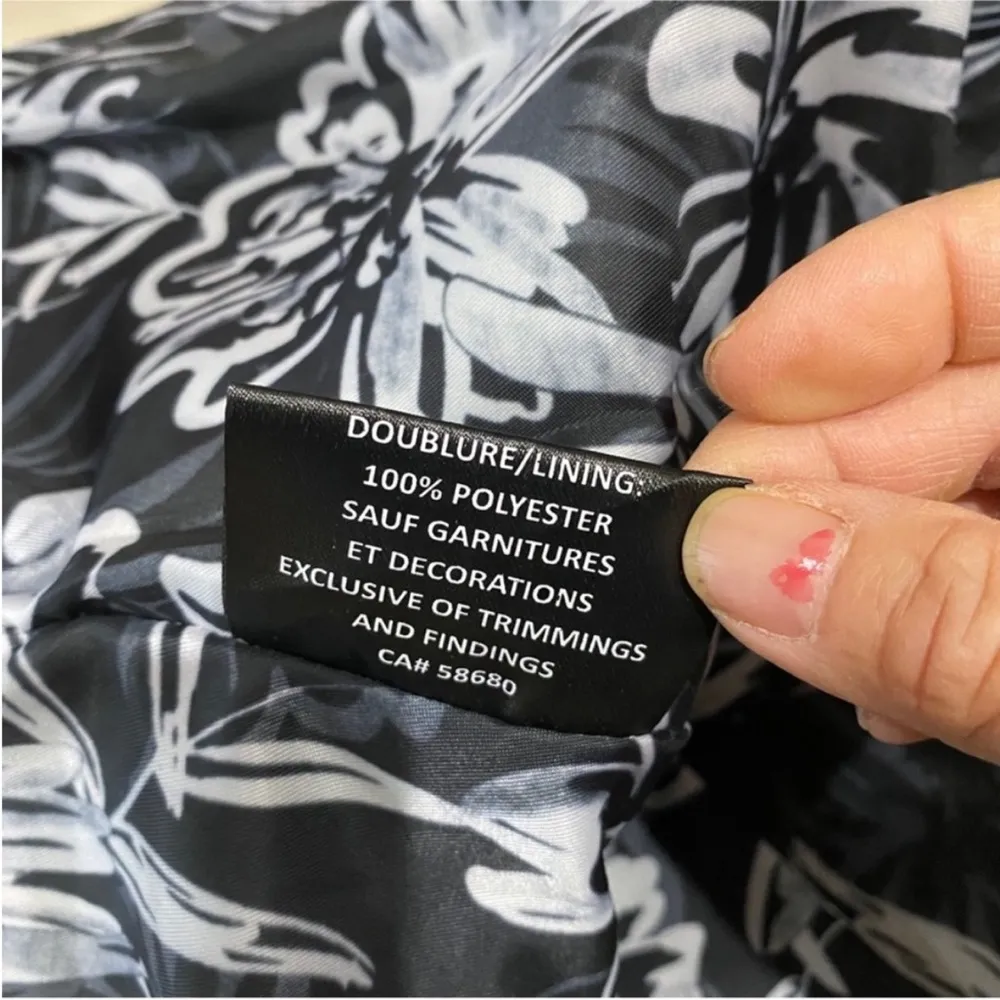 DOUBLURE/LINING:
100% POLYESTER
SAUF GARNITURES
ET DECORATIONS
EXCLUSIVE OF TRIMMINGS
AND FINDINGS
CA# 58680